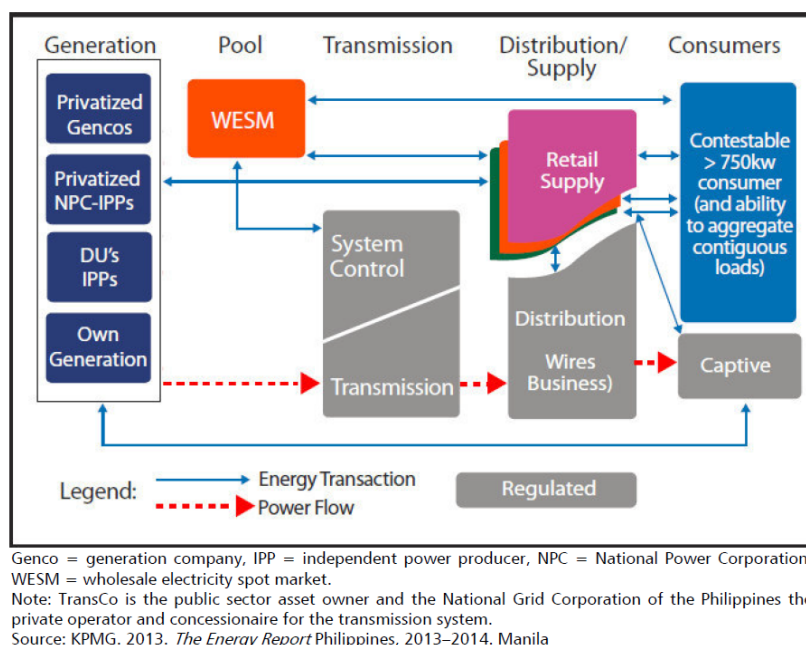 Generation
Pool
Transmission
Distribution/
Supply
Consumers
Privatized
Gencos
Privatized
NPC-IPPs
DU's
IPPs
Own
Generation
WESM
System
Control
Transmission
Retail
Supply
Distribution
Wires
Business)
Contestable
> 750kw
consumer
(and ability
to aggregate
contiguous
loads)
Captive
Legend:
Energy Transaction
Power Flow
Regulated
Genco = generation company, IPP = independent power producer, NPC = National Power Corporation
WESM = wholesale electricity spot market.
Note: TransCo is the public sector asset owner and the National Grid Corporation of the Philippines the
private operator and concessionaire for the transmission system.
Source: KPMG. 2013. The Energy Report Philippines. 2013–2014. Manila